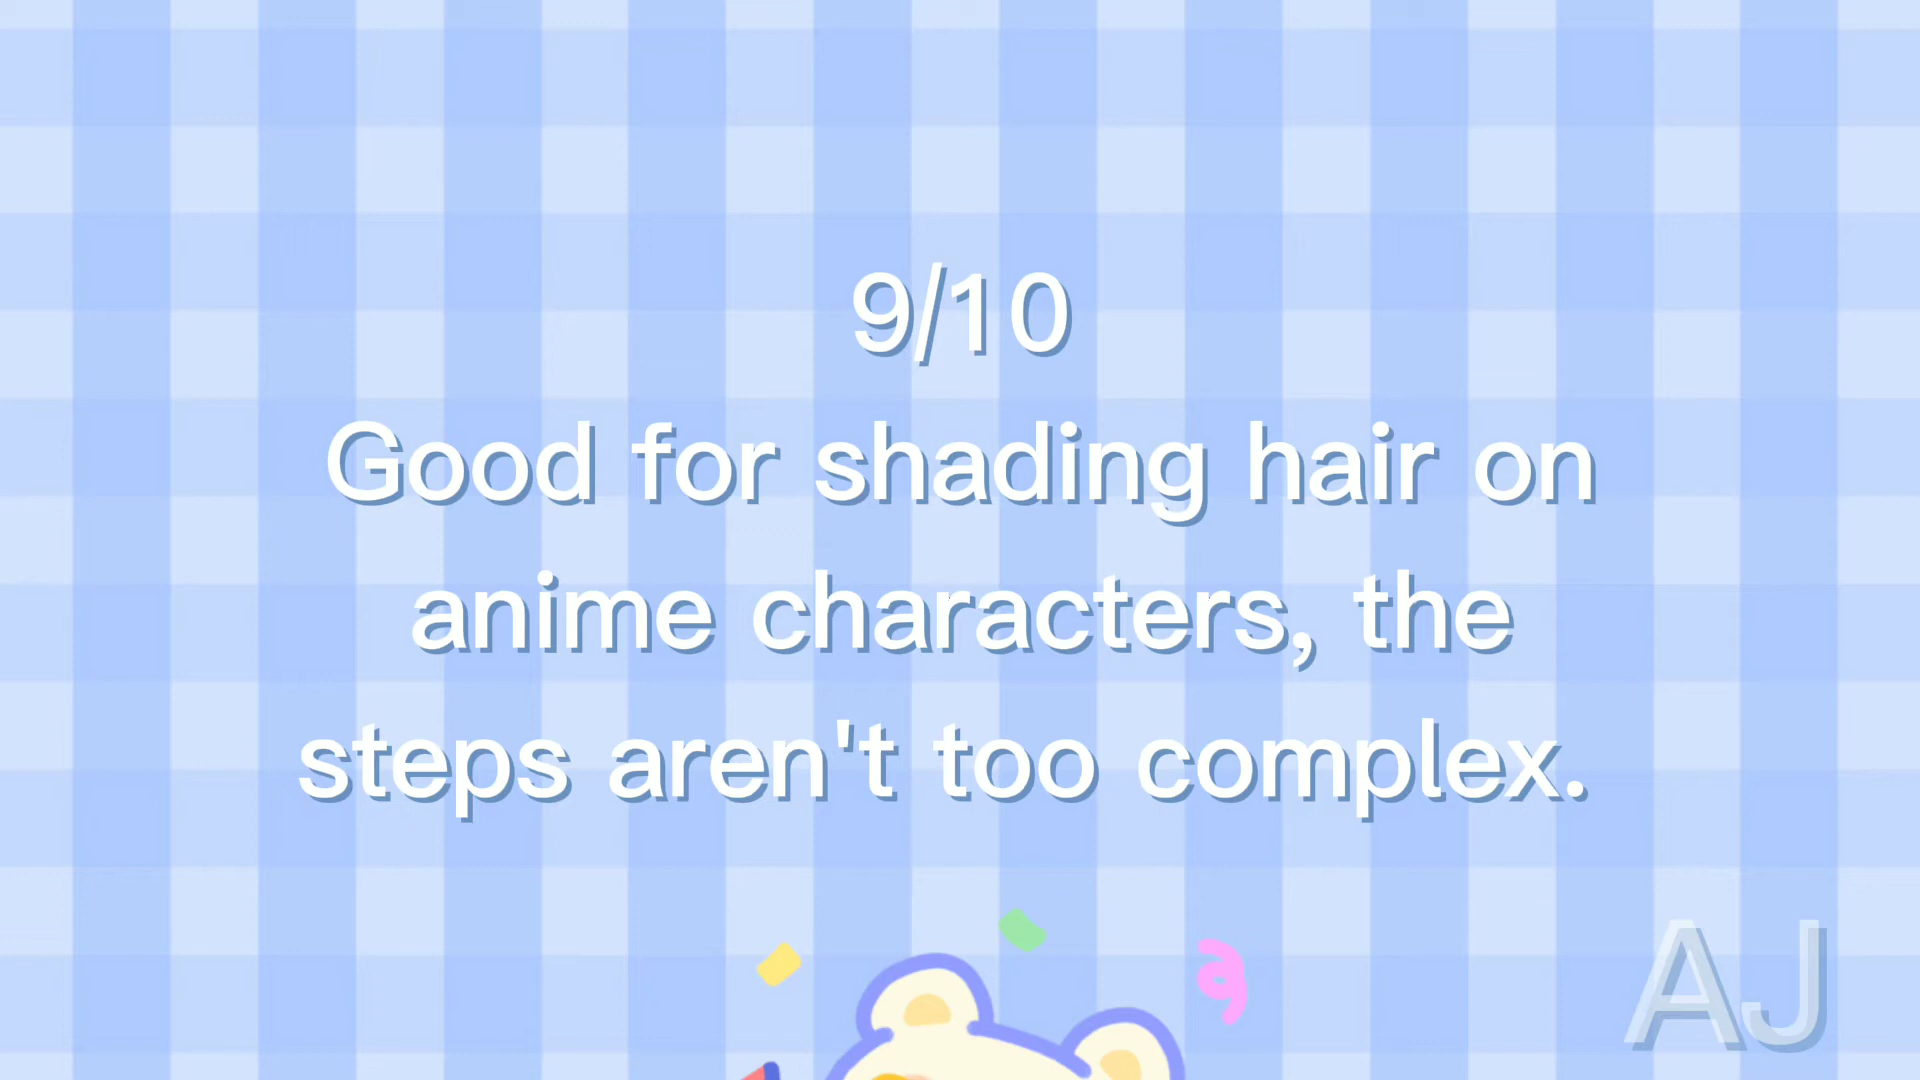 9/10
Good for shading hair on
anime characters, the
steps aren't too complex.
AJ